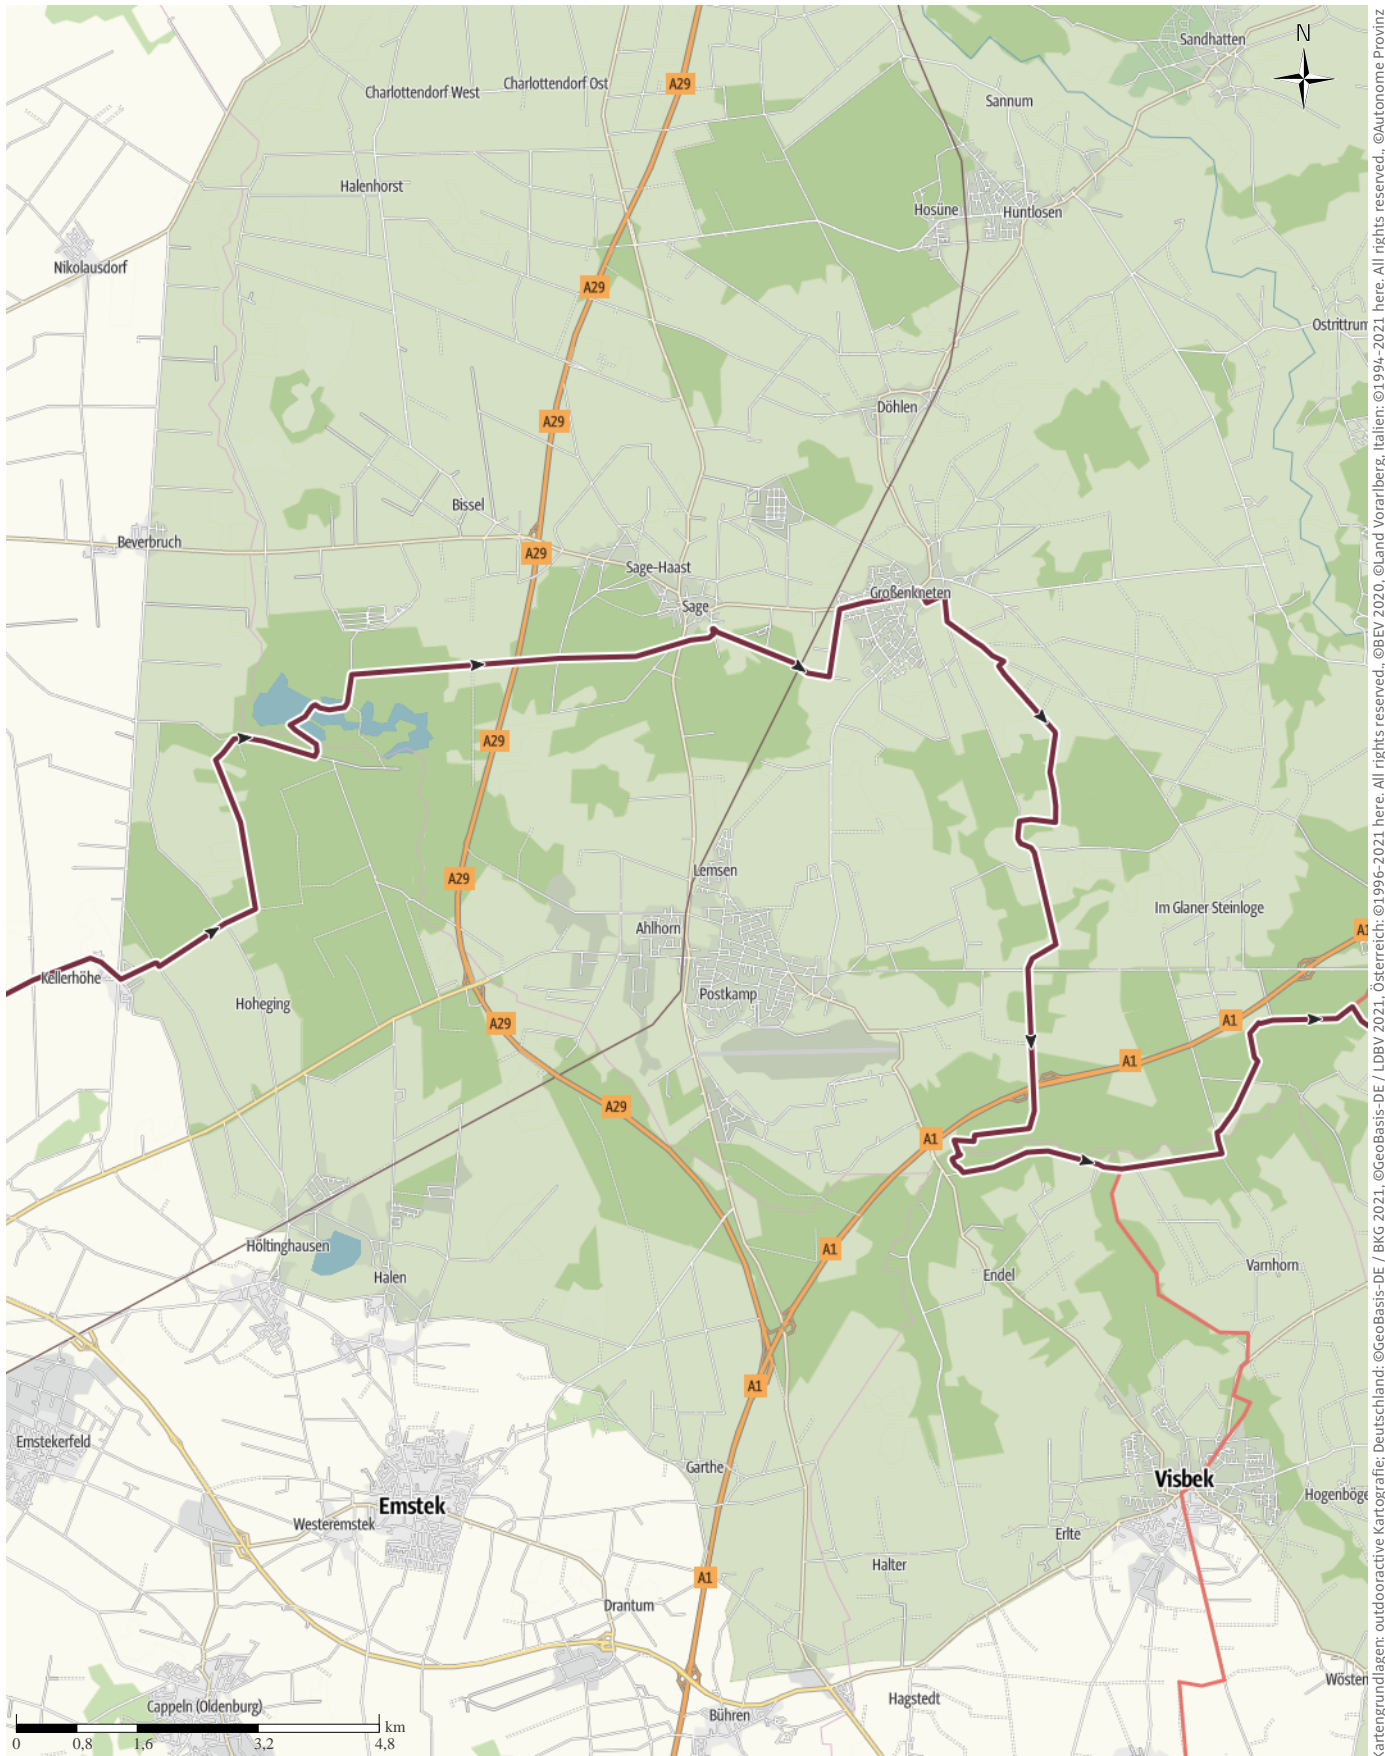 Sandhatten
N
A29
Charlottendorf Ost
Charlottendorf West
Sannum
Halenhorst
Hosüne
Huntlosen
Nikolausdorf
A29
Döhlen
A29
Bissel
Beverbruch
A29
Sage-Haast
Großenkneten
Sage
A29
Lemsen
A29
Im Glaner Steinloge
Ahlhorn
A1
Kellerhöhe
Postkamp
Hoheging
A29
A1
A1
A29
A1
Höltinghausen
A1
Varnhorn
Halen
Endel
A1
Emstekerfeld
Garthe
Visbek
Emstek
Hogenböge
Westeremstek
Erlte
Halter
A1
Drantum
Wösten
Cappeln (Oldenburg)
Hagstedt
Bühren
km
0 0,8 1,6 3,2 4,8
Ostrittrum
artengrundlagen: outdooractive Kartografie; Deutschland: ©GeoBasis-DE / BKG 2021, ©GeoBasis-DE / LDBV 2021, Österreich: ©1996-2021 here. All rights reserved., ©BEV 2020, ©Land Vorarlberg, Italien: ©1994-2021 here. All rights reserved., ©Autonome Provinz